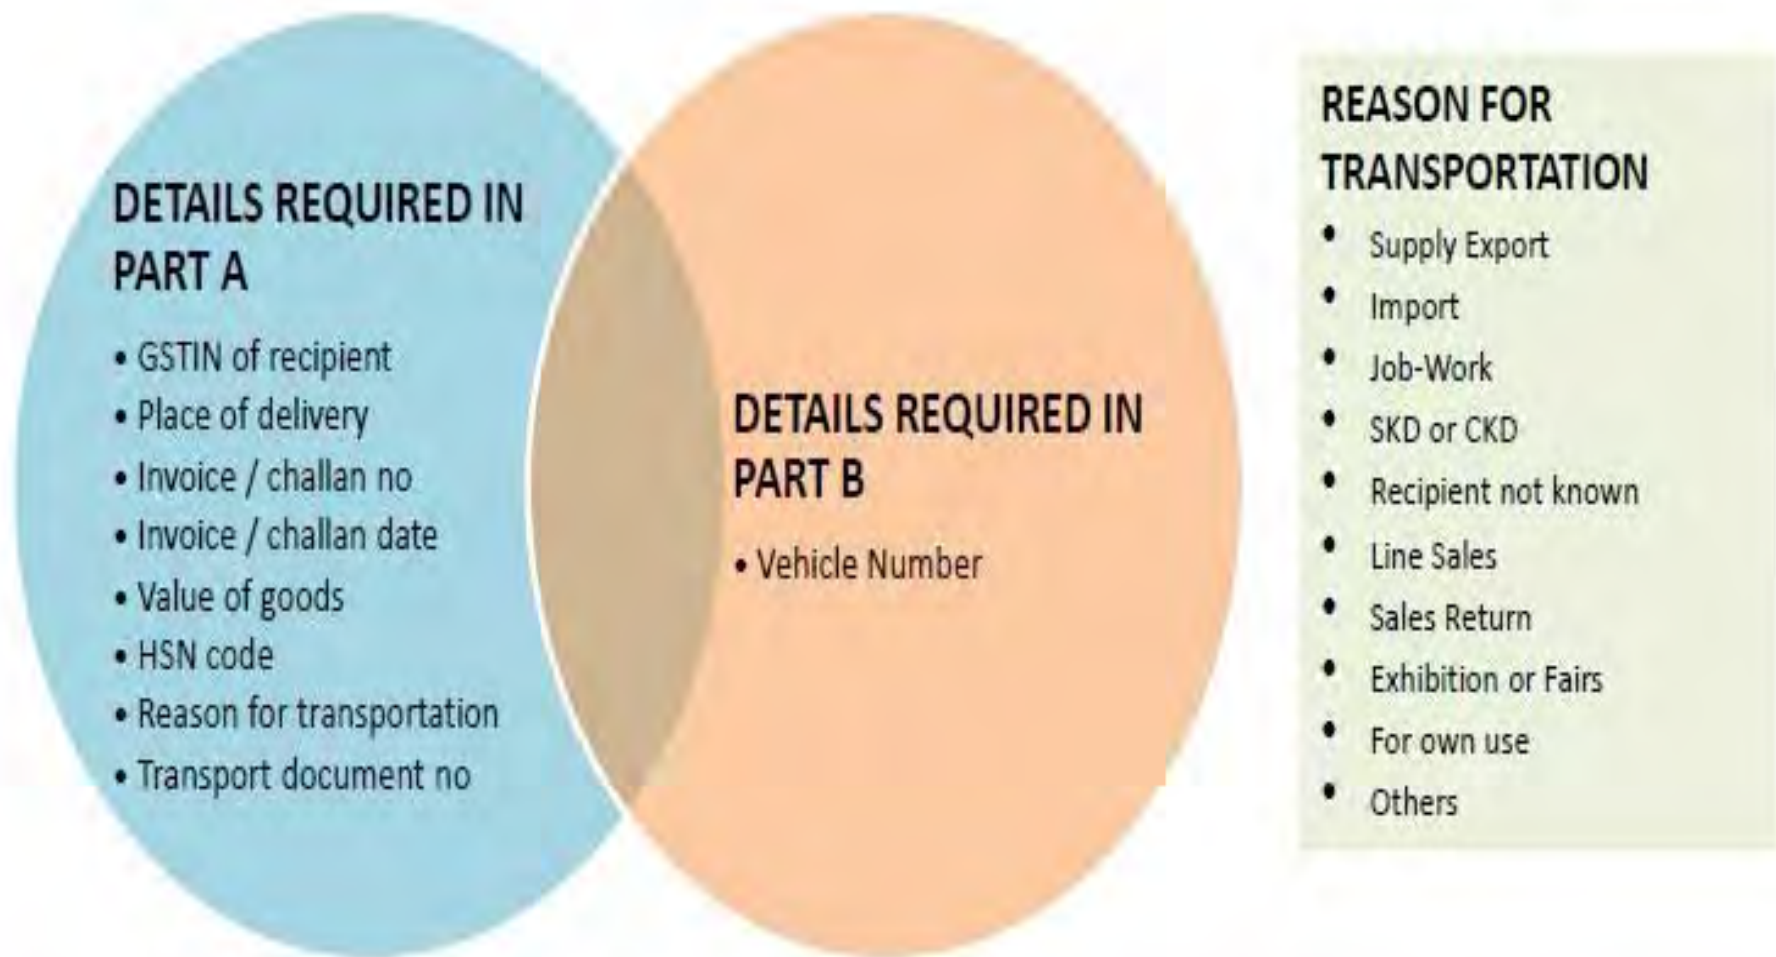 DETAILS REQUIRED IN
PART A
• GSTIN of recipient
• Place of delivery
• Invoice / challan no
• Invoice / challan date
• Value of goods
• HSN code
• Reason for transportation
• Transport document no
DETAILS REQUIRED IN
PART B
• Vehicle Number
REASON FOR
TRANSPORTATION
• Supply Export
• Import
• Job-Work
• SKD or CKD
• Recipient not known
• Line Sales
• Sales Return
• Exhibition or Fairs
• For own use
• Others